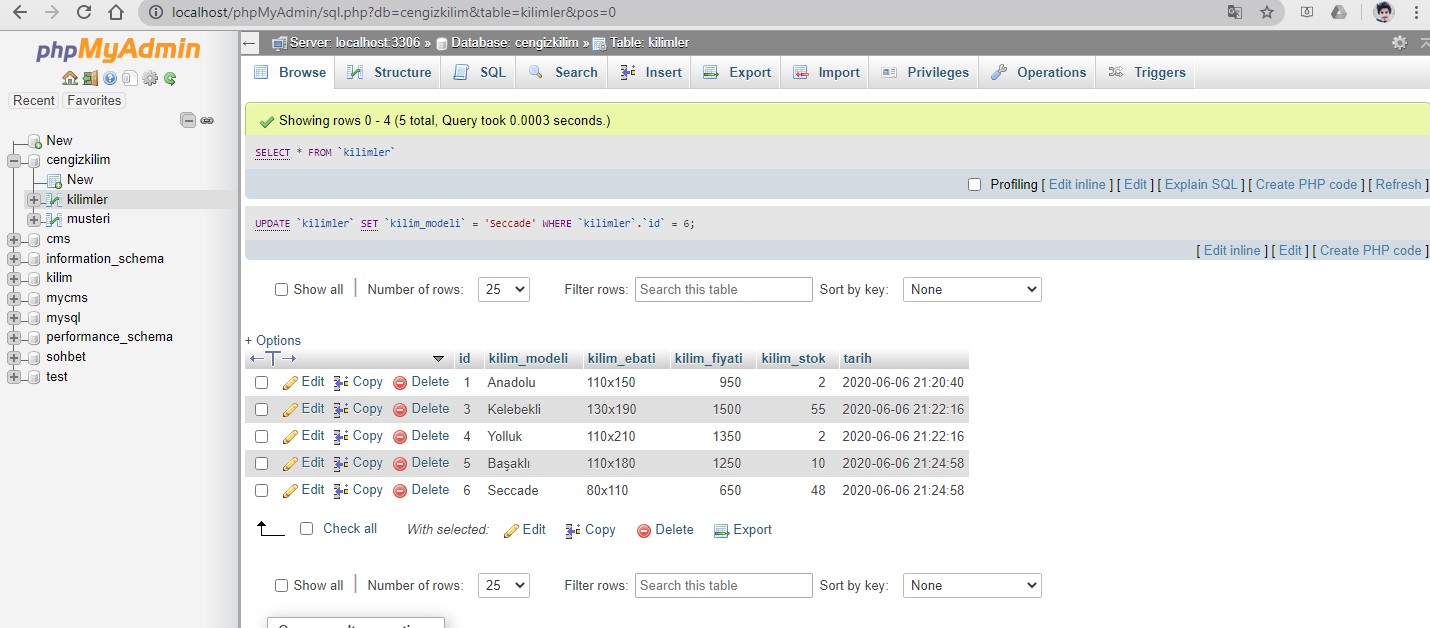 localhost/phpMyAdmin/sql.php?db=cengizkilim&table=kilimler&pos=0
phpMyAdmin
Recent Favorites
New
cengizkilim
New
kilimler
musteri
cms
information_schema
kilim
mycms
mysql
performance_schema
sohbet
test
Server: localhost:3306 » Database: cengizkilim » Table: kilimler
Browse Structure SQL Search Insert Export Import Privileges Operations Triggers
Showing rows 0 - 4 (5 total, Query took 0.0003 seconds.)
SELECT * FROM `kilimler`
Profiling [ Edit inline ] [ Edit ] [ Explain SQL ] [ Create PHP code ] [ Refresh ]
UPDATE `kilimler` SET `kilim_modeli` = 'Seccade' WHERE `kilimler`.`id` = 6;
[ Edit inline ] [ Edit ] [ Create PHP code ]
Show all Number of rows: 25 Filter rows: Search this table Sort by key: None
+ Options
←T→ id kilim_modeli kilim_ebati kilim_fiyati kilim_stok tarih
Edit Copy Delete 1 Anadolu 110x150 950 2 2020-06-06 21:20:40
Edit Copy Delete 3 Kelebekli 130x190 1500 55 2020-06-06 21:22:16
Edit Copy Delete 4 Yolluk 110x210 1350 2 2020-06-06 21:22:16
Edit Copy Delete 5 Başaklı 110x180 1250 10 2020-06-06 21:24:58
Edit Copy Delete 6 Seccade 80x110 650 48 2020-06-06 21:24:58
Check all With selected: Edit Copy Delete Export
Show all Number of rows: 25 Filter rows: Search this table Sort by key: None